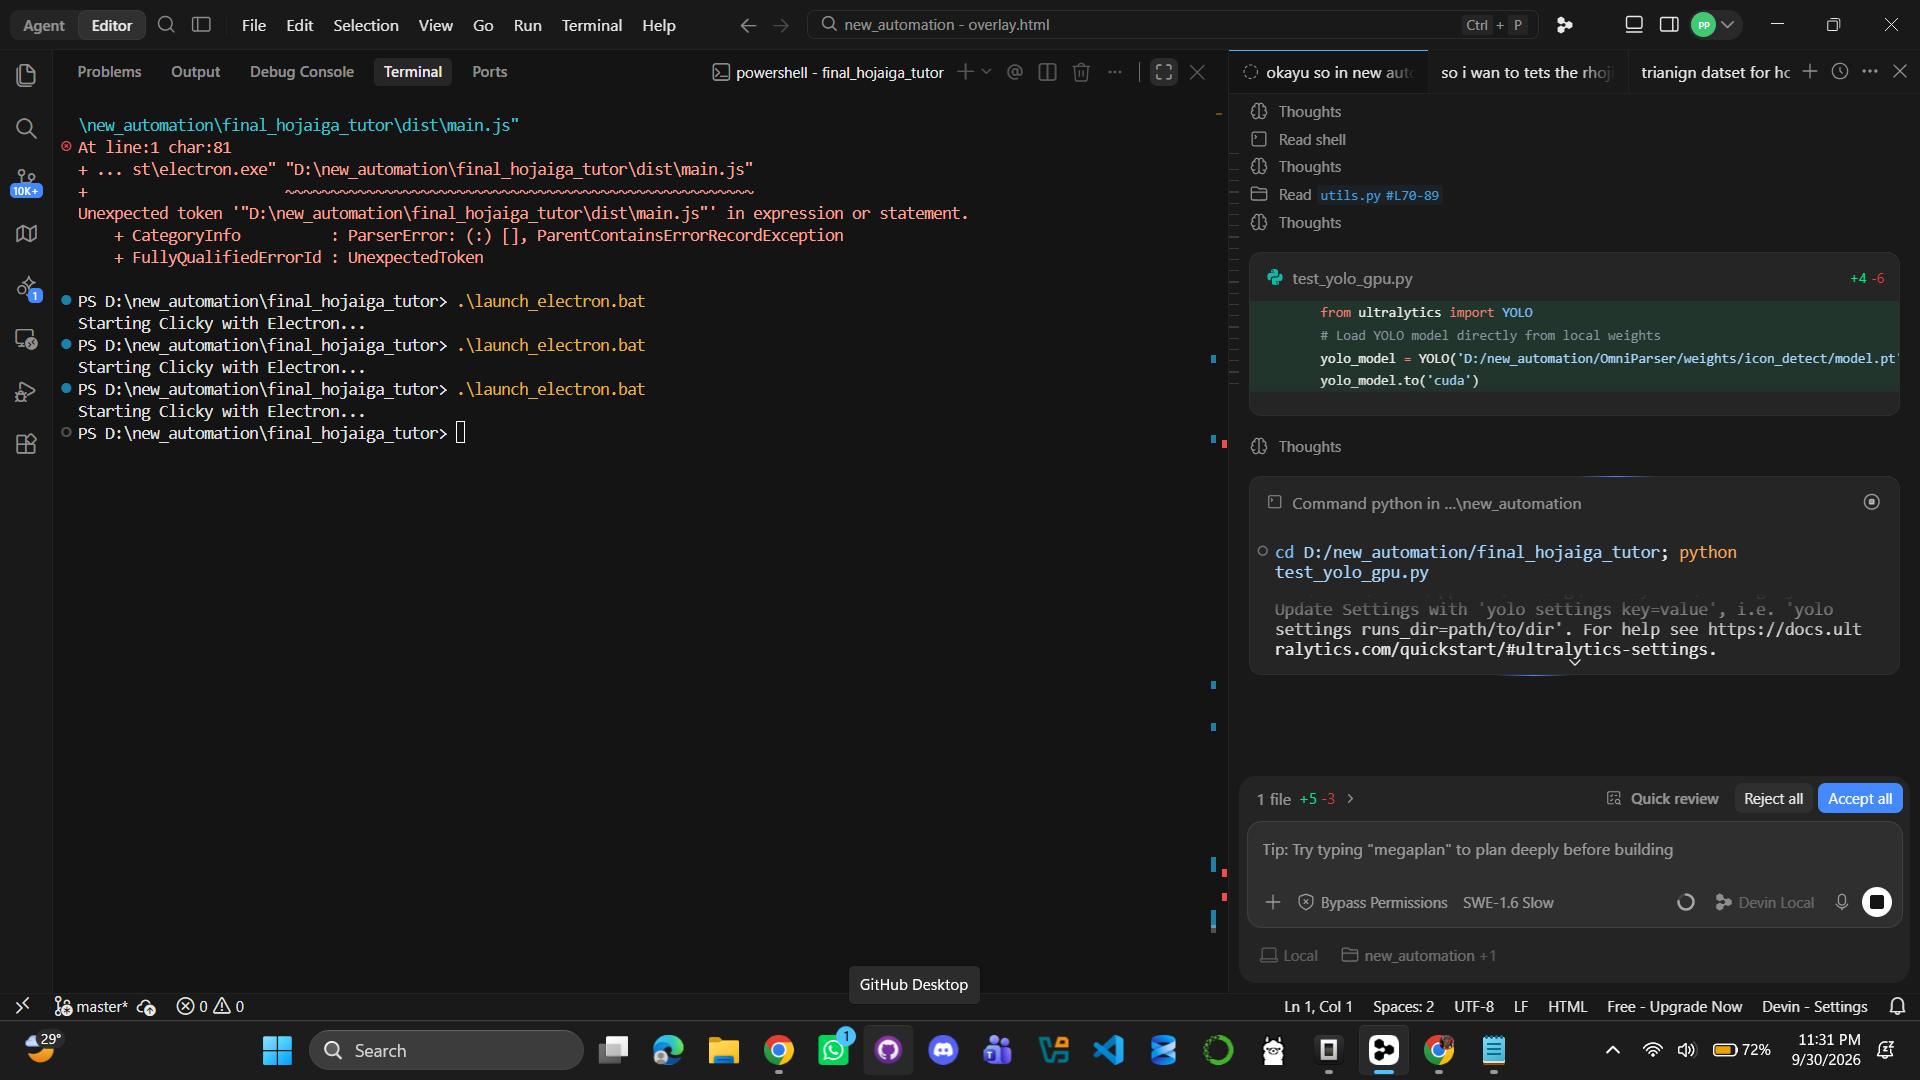 Agent
Editor
File Edit Selection View Go Run Terminal Help
new_automation - overlay.html
Ctrl + P
PP
Problems Output Debug Console Terminal Ports
powershell - final_hojaiga_tutor
\new_automation\final_hojaiga_tutor\dist\main.js"
At line:1 char:81
+ ... st\electron.exe" "D:\new_automation\final_hojaiga_tutor\dist\main.js"
+                      ~~~~~~~~~~~~~~~~~~~~~~~~~~~~~~~~~~~~~~~~~~~~~~~~~~~~
Unexpected token '"D:\new_automation\final_hojaiga_tutor\dist\main.js"' in expression or statement.
    + CategoryInfo          : ParserError: (:) [], ParentContainsErrorRecordException
    + FullyQualifiedErrorId : UnexpectedToken
PS D:\new_automation\final_hojaiga_tutor> .\launch_electron.bat
Starting Clicky with Electron...
PS D:\new_automation\final_hojaiga_tutor> .\launch_electron.bat
Starting Clicky with Electron...
PS D:\new_automation\final_hojaiga_tutor> .\launch_electron.bat
Starting Clicky with Electron...
PS D:\new_automation\final_hojaiga_tutor>
10K+
1
okayu so in new auto
so i wan to tets the rhoji
trianign datset for hc
Thoughts
Read shell
Thoughts
Read utils.py #L70-89
Thoughts
test_yolo_gpu.py
+4 -6
from ultralytics import YOLO
# Load YOLO model directly from local weights
yolo_model = YOLO('D:/new_automation/OmniParser/weights/icon_detect/model.pt'
yolo_model.to('cuda')
Thoughts
Command python in ...\new_automation
cd D:/new_automation/final_hojaiga_tutor; python
test_yolo_gpu.py
Update Settings with 'yolo settings key=value', i.e. 'yolo
settings runs_dir=path/to/dir'. For help see https://docs.ult
ralytics.com/quickstart/#ultralytics-settings.
1 file +5 -3
Quick review
Reject all
Accept all
Tip: Try typing "megaplan" to plan deeply before building
Bypass Permissions
SWE-1.6 Slow
Devin Local
Local
new_automation +1
GitHub Desktop
master*
0 0
Ln 1, Col 1 Spaces: 2 UTF-8 LF HTML Free - Upgrade Now Devin - Settings
29°
Search
1
72%
11:31 PM
9/30/2026